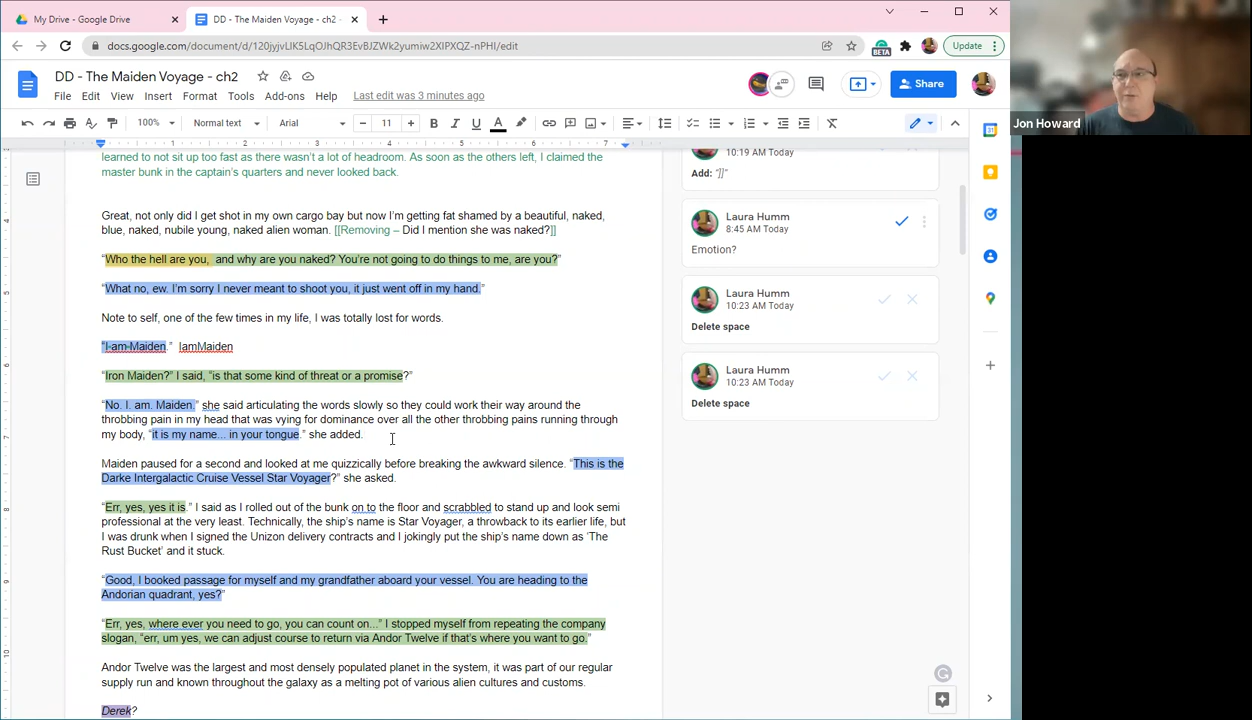 My Drive - Google Drive
DD - The Maiden Voyage - ch2 -
docs.google.com/document/d/120jyjvLIK5LqOJhQR3EvBJZWk2yumiw2XIPXQZ-nPHI/edit
BETA
Update
DD - The Maiden Voyage - ch2
File Edit View Insert Format Tools Add-ons Help Last edit was 3 minutes ago
Share
Jon Howard
100% Normal text Arial 11 B I U A
1 2 3 4 5 6 7
learned to not sit up too fast as there wasn't a lot of headroom. As soon as the others left, I claimed the
master bunk in the captain's quarters and never looked back.
Great, not only did I get shot in my own cargo bay but now I'm getting fat shamed by a beautiful, naked,
blue, naked, nubile young, naked alien woman. [[Removing – Did I mention she was naked?]]
"Who the hell are you, and why are you naked? You're not going to do things to me, are you?"
"What no, ew. I'm sorry I never meant to shoot you, it just went off in my hand."
Note to self, one of the few times in my life, I was totally lost for words.
"I am Maiden." IamMaiden
"Iron Maiden?" I said, "is that some kind of threat or a promise?"
"No. I. am. Maiden." she said articulating the words slowly so they could work their way around the
throbbing pain in my head that was vying for dominance over all the other throbbing pains running through
my body, "it is my name... in your tongue." she added.
Maiden paused for a second and looked at me quizzically before breaking the awkward silence. "This is the
Darke Intergalactic Cruise Vessel Star Voyager?" she asked.
"Err, yes, yes it is." I said as I rolled out of the bunk on to the floor and scrabbled to stand up and look semi
professional at the very least. Technically, the ship's name is Star Voyager, a throwback to its earlier life, but
I was drunk when I signed the Unizon delivery contracts and I jokingly put the ship's name down as 'The
Rust Bucket' and it stuck.
"Good, I booked passage for myself and my grandfather aboard your vessel. You are heading to the
Andorian quadrant, yes?"
"Err, yes, where ever you need to go, you can count on..." I stopped myself from repeating the company
slogan, "err, um yes, we can adjust course to return via Andor Twelve if that's where you want to go."
Andor Twelve was the largest and most densely populated planet in the system, it was part of our regular
supply run and known throughout the galaxy as a melting pot of various alien cultures and customs.
Derek?
10:19 AM Today
Add: "]]"
Laura Humm
8:45 AM Today
Emotion?
Laura Humm
10:23 AM Today
Delete space
Laura Humm
10:23 AM Today
Delete space